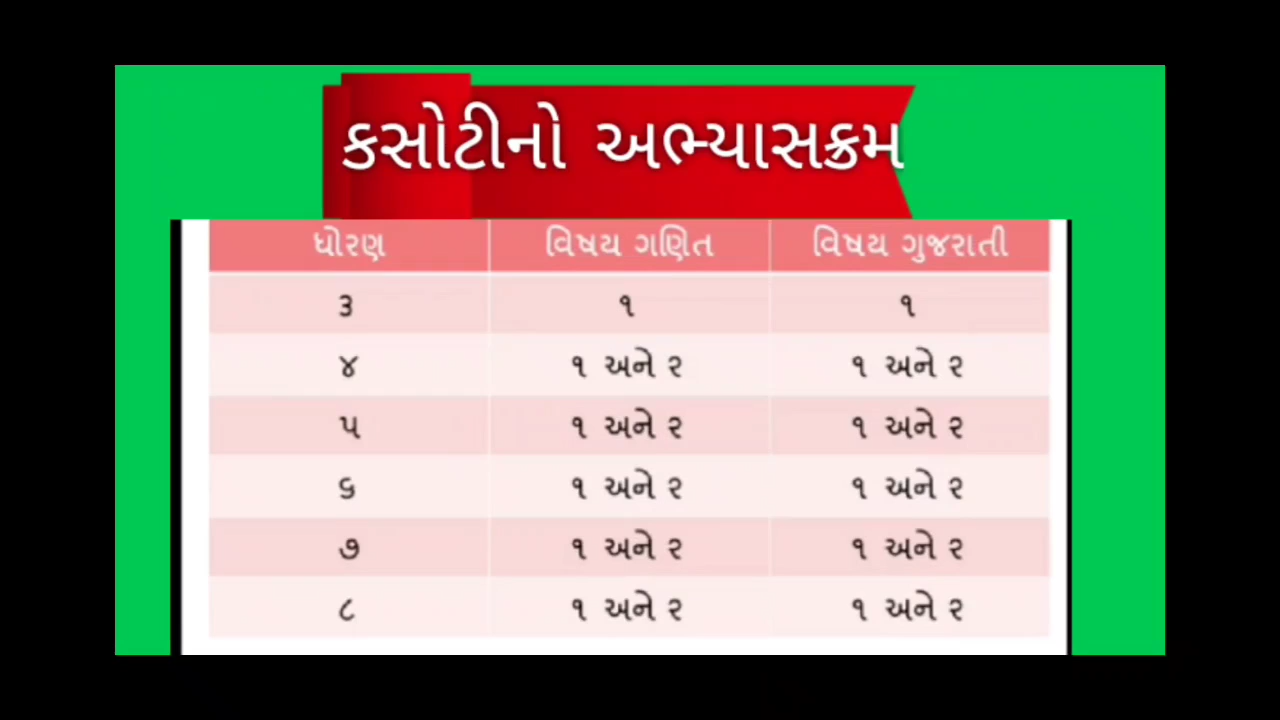 કસોટીનો અભ્યાસક્રમ
ધોરણ વિષય ગણિત વિષય ગુજરાતી
૩ ૧ ૧
૪ ૧ અને ૨ ૧ અને ૨
૫ ૧ અને ૨ ૧ અને ૨
૬ ૧ અને ૨ ૧ અને ૨
૭ ૧ અને ૨ ૧ અને ૨
૮ ૧ અને ૨ ૧ અને ૨